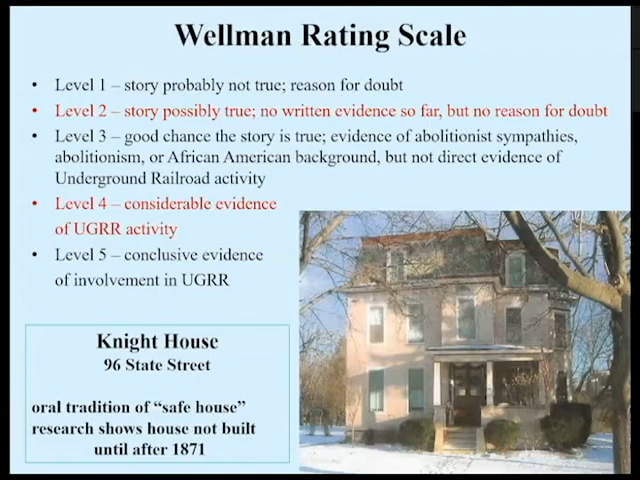 Wellman Rating Scale
• Level 1 – story probably not true; reason for doubt
• Level 2 – story possibly true; no written evidence so far, but no reason for doubt
• Level 3 – good chance the story is true; evidence of abolitionist sympathies,
abolitionism, or African American background, but not direct evidence of
Underground Railroad activity
• Level 4 – considerable evidence
of UGRR activity
• Level 5 – conclusive evidence
of involvement in UGRR
Knight House
96 State Street
oral tradition of “safe house”
research shows house not built
until after 1871